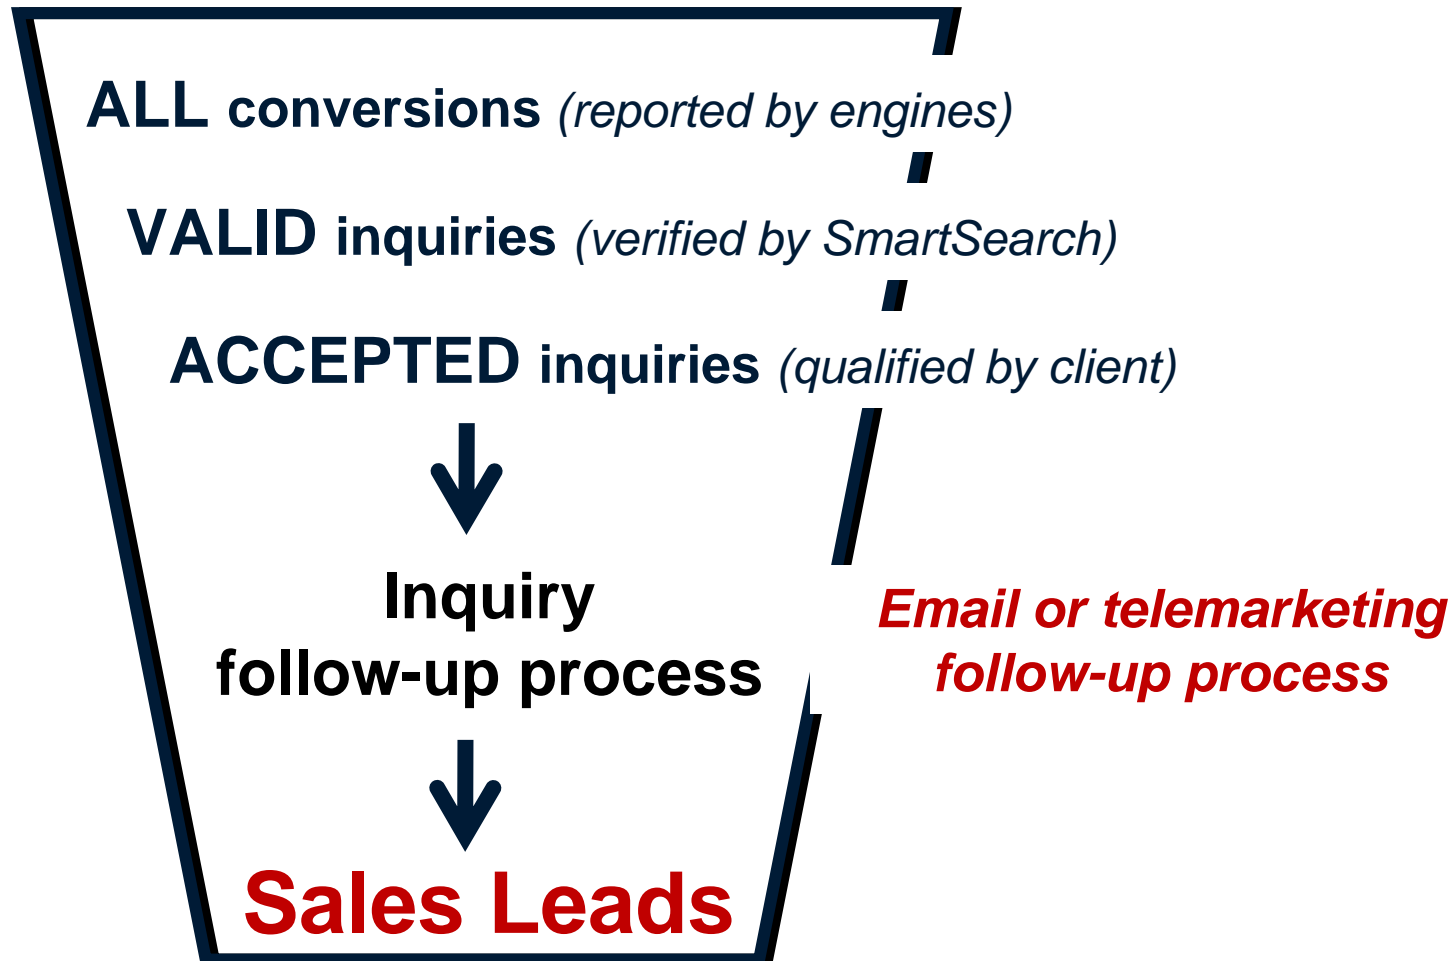 ALL conversions (reported by engines)
VALID inquiries (verified by SmartSearch)
ACCEPTED inquiries (qualified by client)
Inquiry
follow-up process
Email or telemarketing
follow-up process
Sales Leads